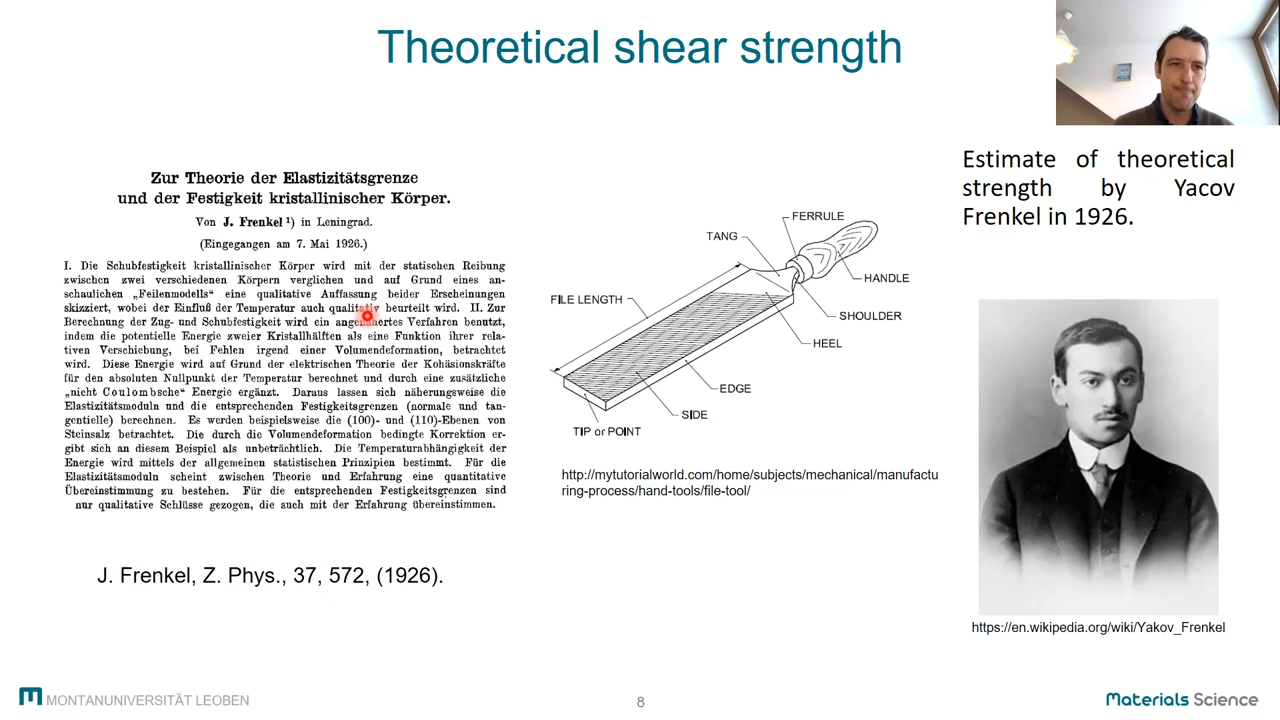 Theoretical shear strength
Zur Theorie der Elastizitätsgrenze
und der Festigkeit kristallinischer Körper.
Von J. Frenkel ¹) in Leningrad.
(Eingegangen am 7. Mai 1926.)
I. Die Schubfestigkeit kristallinischer Körper wird mit der statischen Reibung
zwischen zwei verschiedenen Körpern verglichen und auf Grund eines an-
schaulichen „Feilenmodells“ eine qualitative Auffassung beider Erscheinungen
skizziert, wobei der Einfluß der Temperatur auch qualitativ beurteilt wird. II. Zur
Berechnung der Zug- und Schubfestigkeit wird ein angenähertes Verfahren benutzt,
indem die potentielle Energie zweier Kristallhälften als eine Funktion ihrer rela-
tiven Verschiebung, bei Fehlen irgend einer Volumendeformation, betrachtet
wird. Diese Energie wird auf Grund der elektrischen Theorie der Kohäsionskräfte
für den absoluten Nullpunkt der Temperatur berechnet und durch eine zusätzliche
„nicht Coulombsche“ Energie ergänzt. Daraus lassen sich näherungsweise die
Elastizitätsmoduln und die entsprechenden Festigkeitsgrenzen (normale und tan-
gentielle) berechnen. Es werden beispielsweise die (100)- und (110)-Ebenen von
Steinsalz betrachtet. Die durch die Volumendeformation bedingte Korrektion er-
gibt sich an diesem Beispiel als unbeträchtlich. Die Temperaturabhängigkeit der
Energie wird mittels der allgemeinen statistischen Prinzipien bestimmt. Für die
Elastizitätsmoduln scheint zwischen Theorie und Erfahrung eine quantitative
Übereinstimmung zu bestehen. Für die entsprechenden Festigkeitsgrenzen sind
nur qualitative Schlüsse gezogen, die auch mit der Erfahrung übereinstimmen.
J. Frenkel, Z. Phys., 37, 572, (1926).
FERRULE
TANG
HANDLE
FILE LENGTH
SHOULDER
HEEL
EDGE
SIDE
TIP or POINT
http://mytutorialworld.com/home/subjects/mechanical/manufactu
ring-process/hand-tools/file-tool/
Estimate of theoretical
strength by Yacov
Frenkel in 1926.
https://en.wikipedia.org/wiki/Yakov_Frenkel
MONTANUNIVERSITÄT LEOBEN
8
Materials Science